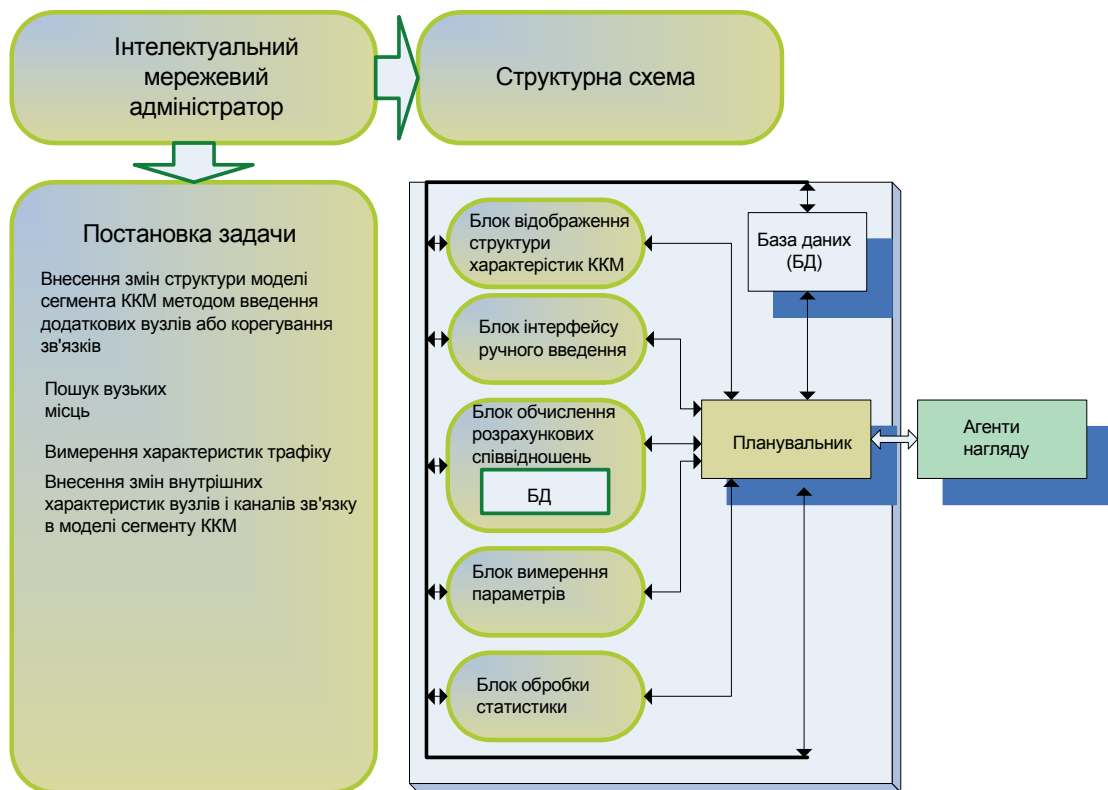 Інтелектуальний
мережевий
адміністратор
Структурна схема
Постановка задачи
Внесення змін структури моделі
сегмента ККМ методом введення
додаткових вузлів або корегування
зв'язків
Пошук вузьких
місць
Вимерення характеристик трафіку
Внесення змін внутрішних
характеристик вузлів і каналів зв'язку
в моделі сегменту ККМ
Блок відображення
структури
характерістик ККМ
База даних
(БД)
Блок інтерфейсу
ручного введення
Блок обчислення
розрахункових
співвідношень
БД
Планувальник
Агенти
нагляду
Блок вимерення
параметрів
Блок обробки
статистики